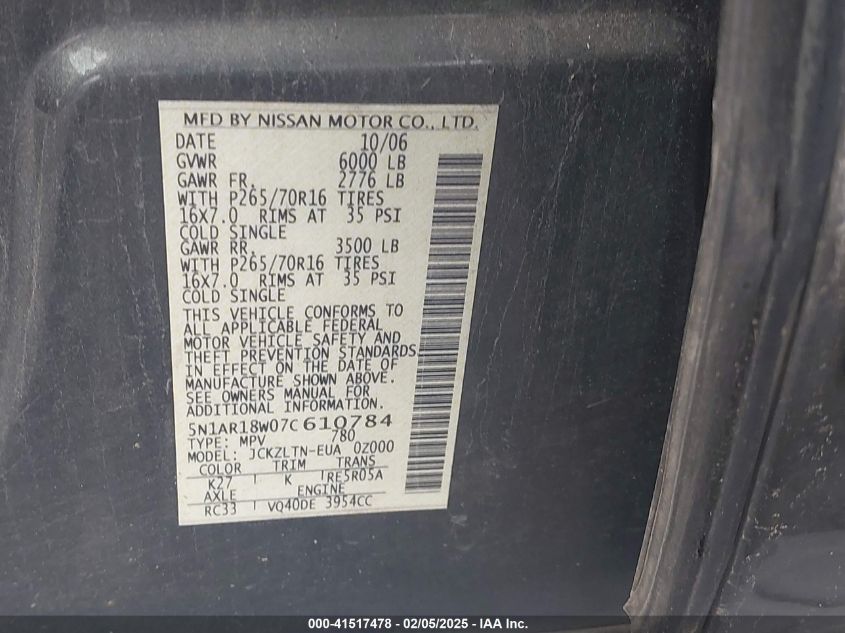 MFD BY NISSAN MOTOR CO., LTD.
DATE 10/06
GVWR 6000 LB
GAWR FR. 2776 LB
WITH P265/70R16 TIRES
16X7.0 RIMS AT 35 PSI
COLD SINGLE
GAWR RR. 3500 LB
WITH P265/70R16 TIRES
16X7.0 RIMS AT 35 PSI
COLD SINGLE
THIS VEHICLE CONFORMS TO
ALL APPLICABLE FEDERAL
MOTOR VEHICLE SAFETY AND
THEFT PREVENTION STANDARDS
IN EFFECT ON THE DATE OF
MANUFACTURE SHOWN ABOVE.
SEE OWNERS MANUAL FOR
ADDITIONAL INFORMATION.
5N1AR18W07C610784
TYPE: MPV 780
MODEL: JCKZLTN-EUA 0Z000
COLOR TRIM TRANS
K27 K RE5R05A
AXLE ENGINE
RC33 VQ40DE 3954CC
000-41517478 - 02/05/2025 - IAA Inc.